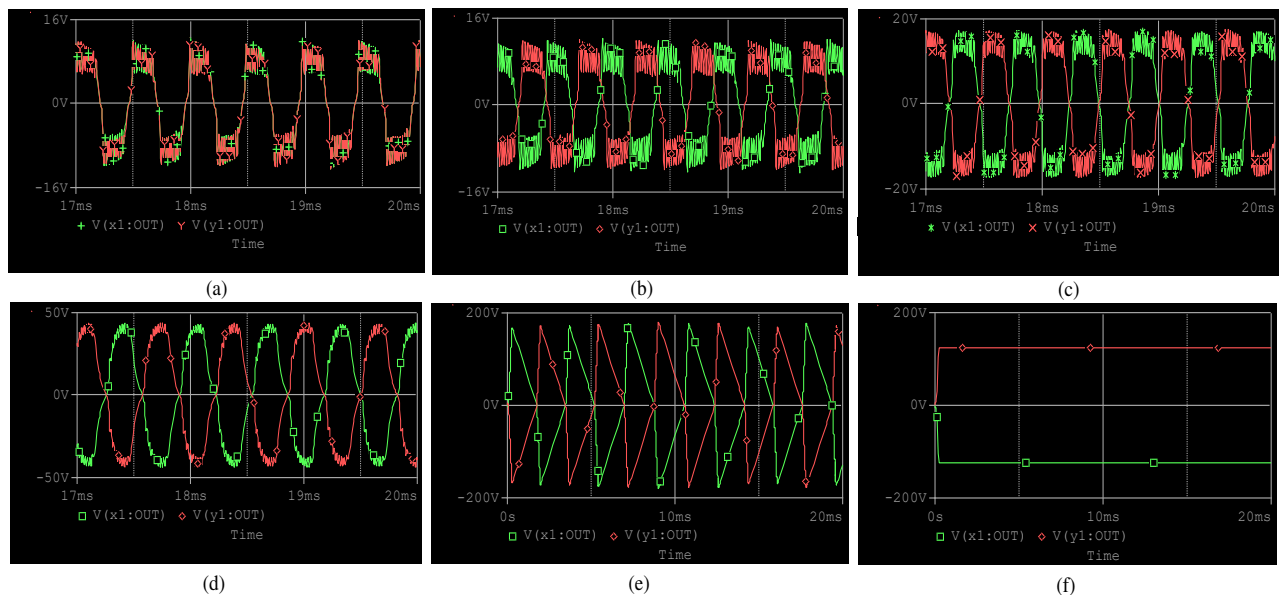 16V
0V
-16V
17ms 18ms 19ms 20ms
V(x1:OUT) V(y1:OUT)
Time
(a)
16V
0V
-16V
17ms 18ms 19ms 20ms
V(x1:OUT) V(y1:OUT)
Time
(b)
20V
0V
-20V
17ms 18ms 19ms 20ms
V(x1:OUT) V(y1:OUT)
Time
(c)
50V
0V
-50V
17ms 18ms 19ms 20ms
V(x1:OUT) V(y1:OUT)
Time
(d)
200V
0V
-200V
0s 10ms 20ms
V(x1:OUT) V(y1:OUT)
Time
(e)
200V
0V
-200V
0s 10ms 20ms
V(x1:OUT) V(y1:OUT)
Time
(f)